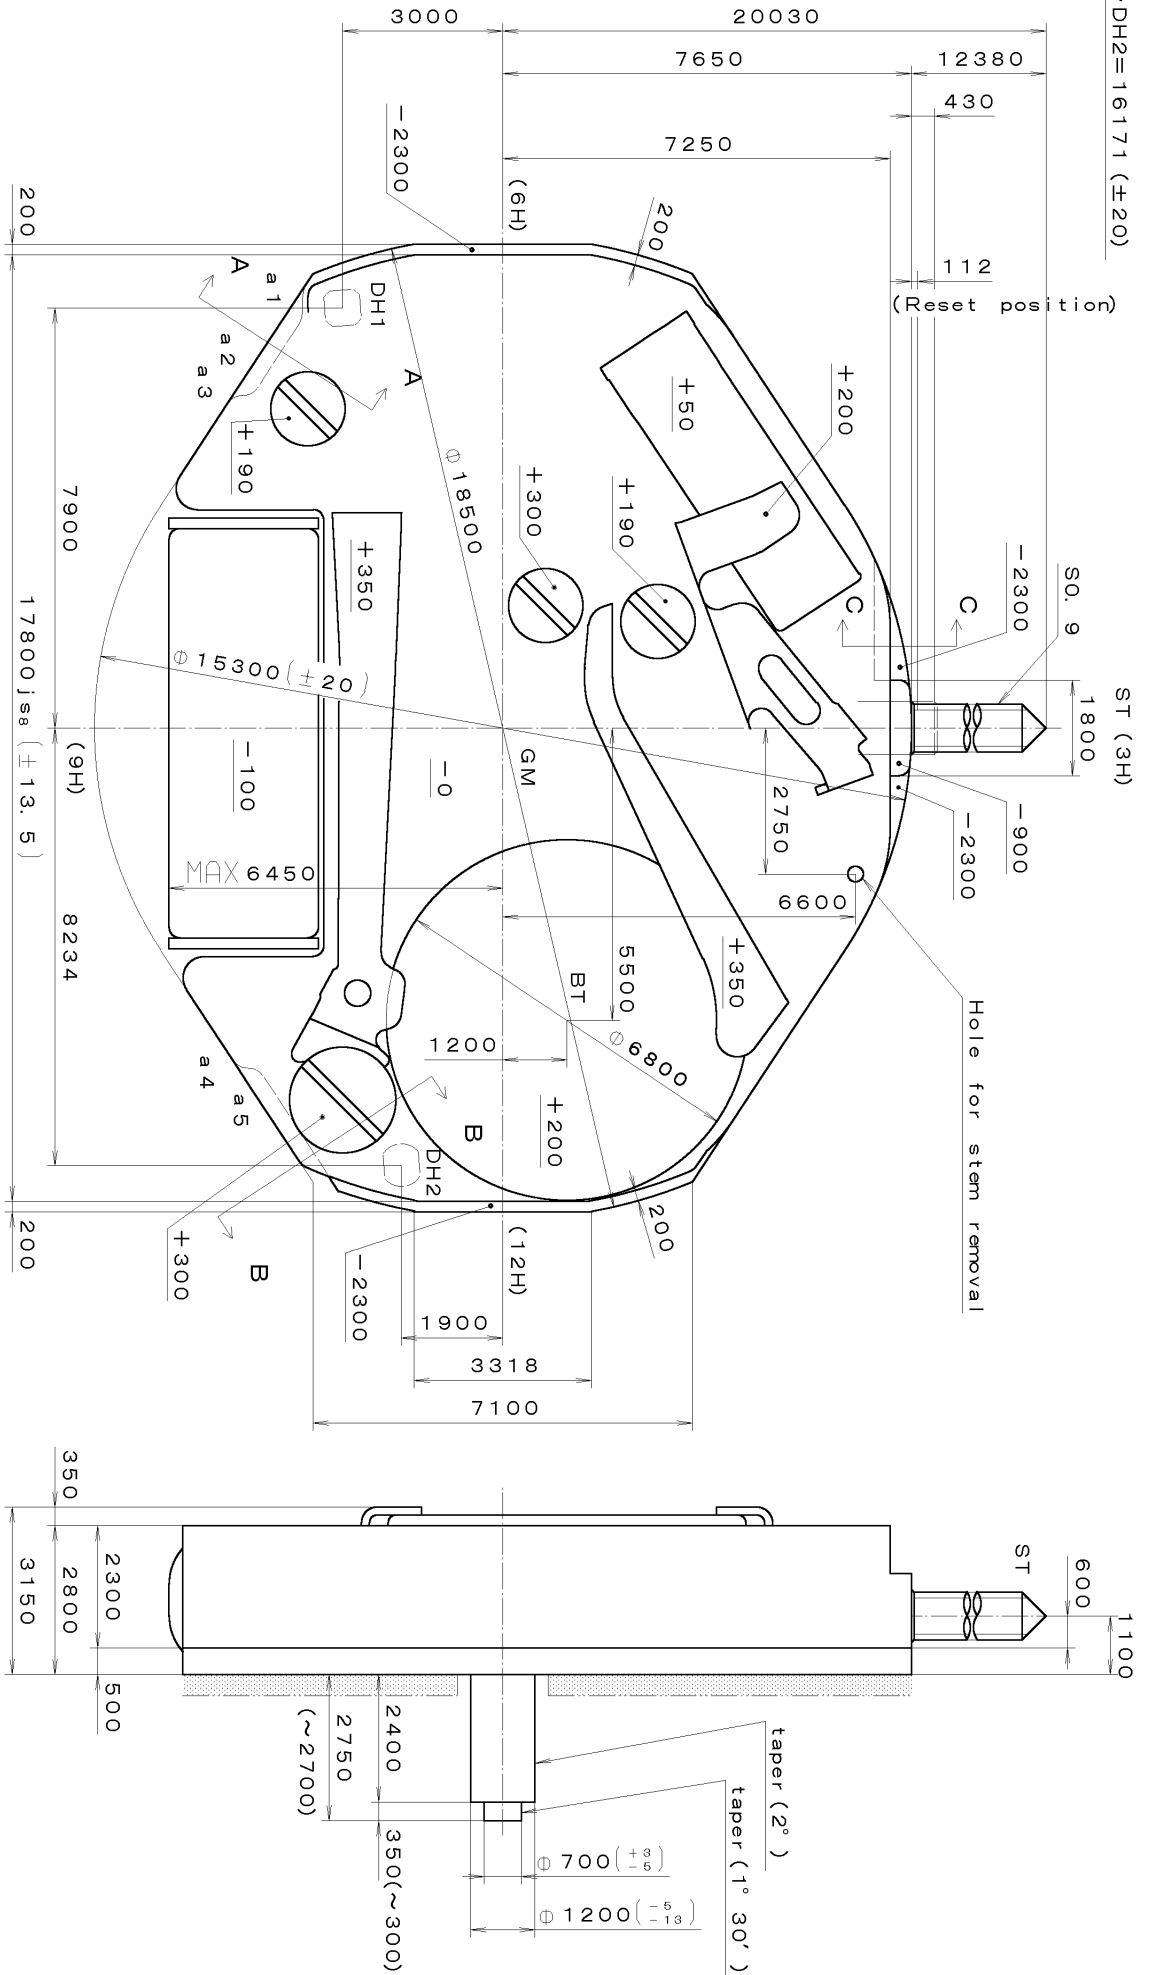 DH2=16171(±20)
3000
20030
7650
12380
430
7250
-2300
(6H)
200
200
112
(Reset position)
A
a1
DH1
a2
a3
A
+50
+200
+190
Φ18500
+300
+190
7900
+350
C
C
-2300
S0. 9
ST (3H)
1800
Φ15300(±20)
17800js8(±13. 5)
(9H)
-100
-0
GM
2750
-900
-2300
MAX 6450
6600
8234
5500
BT
+350
1200
Φ6800
Hole for stem removal
a4
a5
+200
B
DH2
200
200
+300
B
-2300
(12H)
1900
3318
7100
350
3150
2800
2300
500
ST
600
1100
2400
2750
(~2700)
350(~300)
taper(2°)
taper(1° 30′)
Φ700(+3 -5)
Φ1200(-5 -13)